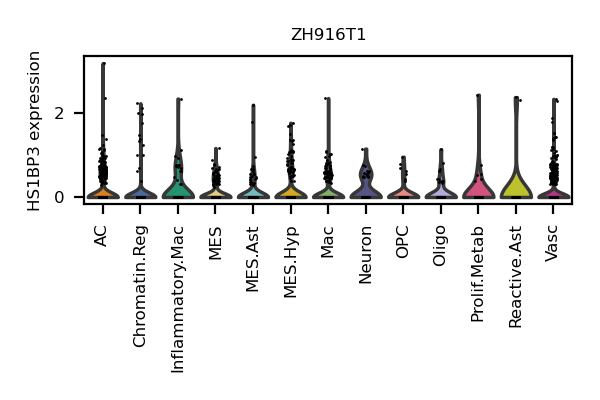 ZH916T1
HS1BP3 expression
2
0
AC
Chromatin.Reg
Inflammatory.Mac
MES
MES.Ast
MES.Hyp
Mac
Neuron
OPC
Oligo
Prolif.Metab
Reactive.Ast
Vasc